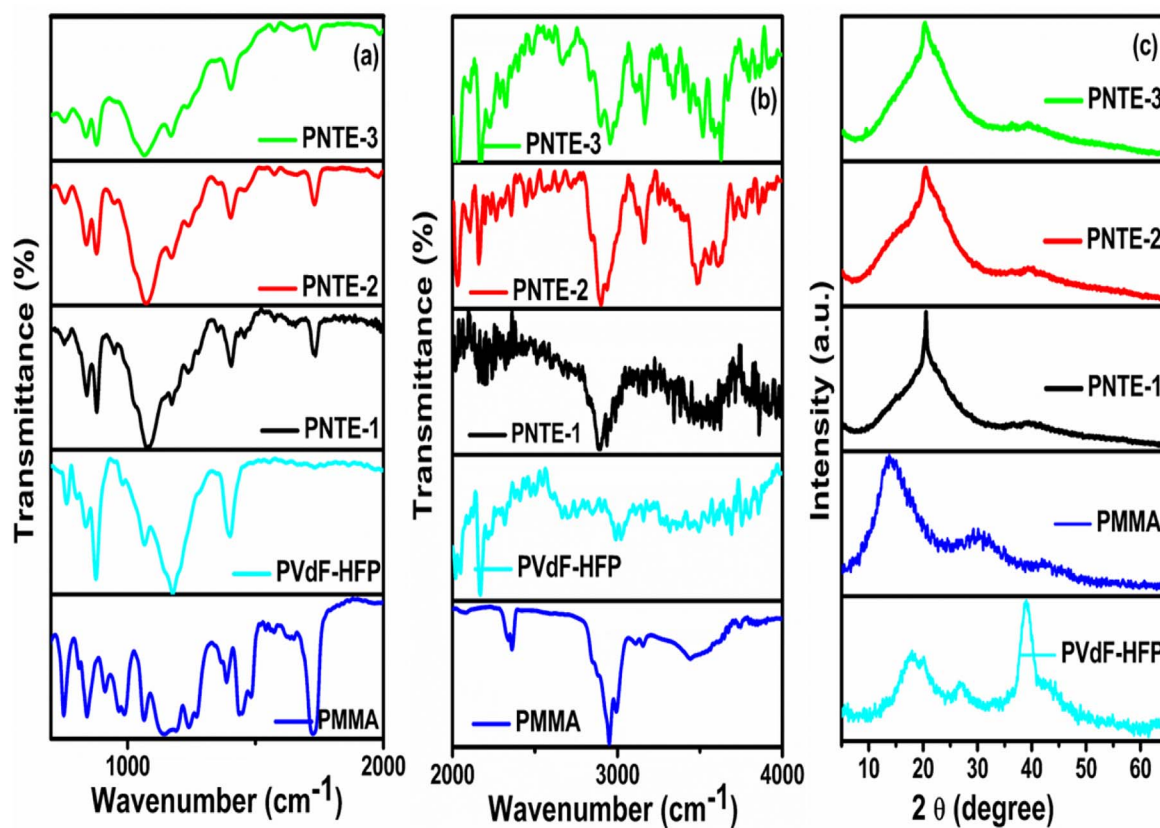 (a)
PNTE-3
PNTE-2
PNTE-1
PVdF-HFP
PMMA
Transmittance (%)
Transmittance (%)
1000 2000
Wavenumber (cm-1)
(b)
PNTE-3
PNTE-2
PNTE-1
PVdF-HFP
PMMA
Transmittance (%)
Transmittance (%)
2000 3000 4000
Wavenumber (cm-1)
(c)
PNTE-3
PNTE-2
PNTE-1
PMMA
PVdF-HFP
Intensity (a.u.)
10 20 30 40 50 60
2 θ (degree)